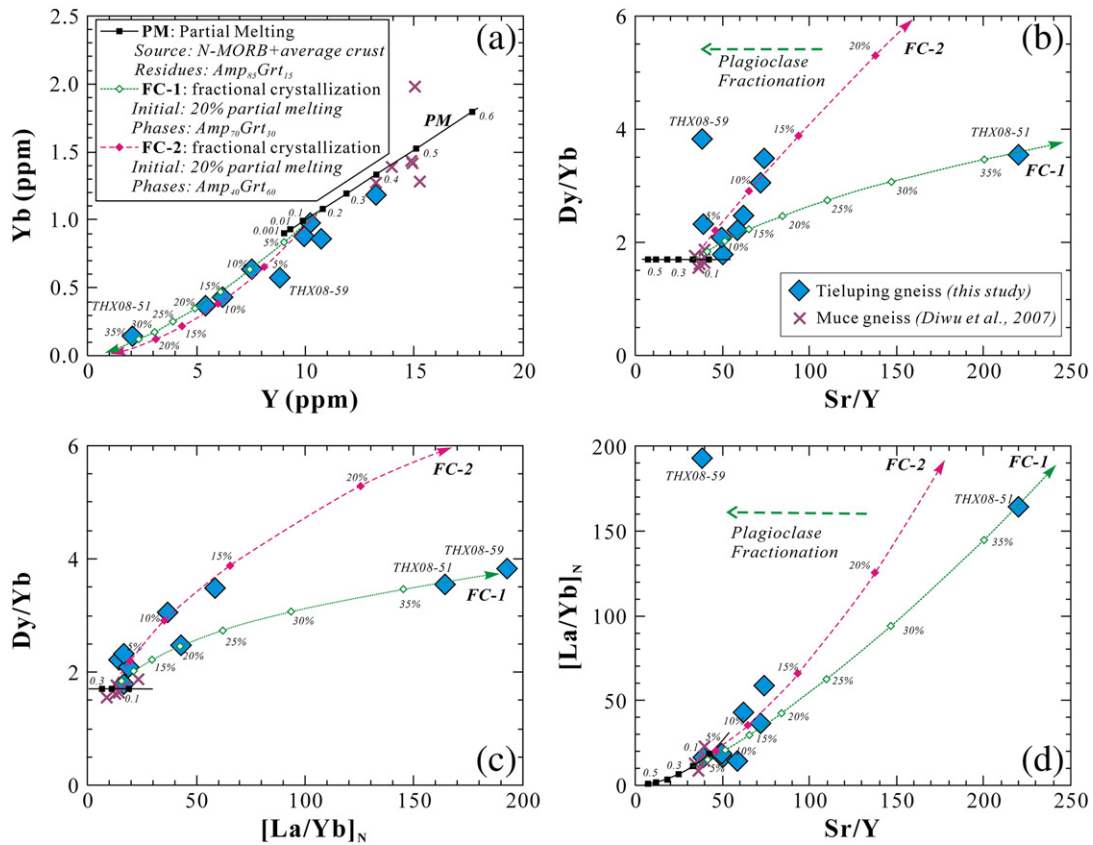 (a)
PM: Partial Melting
Source: N-MORB+average crust
Residues: Amp85Grt15
FC-1: fractional crystallization
Initial: 20% partial melting
Phases: Amp70Grt30
FC-2: fractional crystallization
Initial: 20% partial melting
Phases: Amp40Grt60
PM
0.6
0.5
0.4
0.3
0.2
0.1
0.01
0.001
5%
10%
15%
20%
25%
30%
35%
5%
10%
15%
20%
THX08-51
THX08-59
2.5
2.0
1.5
1.0
0.5
0.0
Yb (ppm)
0
5
10
15
20
Y (ppm)
(b)
FC-2
20%
15%
10%
5%
Plagioclase
Fractionation
THX08-59
THX08-51
FC-1
35%
30%
25%
20%
15%
10%
0.5
0.3
0.1
Tieluping gneiss (this study)
Muce gneiss (Diwu et al., 2007)
6
4
2
0
Dy/Yb
0
50
100
150
200
250
Sr/Y
(c)
FC-2
20%
15%
10%
5%
THX08-59
THX08-51
FC-1
35%
30%
25%
20%
15%
0.3
0.1
6
4
2
0
Dy/Yb
0
50
100
150
200
[La/Yb]N
(d)
THX08-59
FC-2
FC-1
THX08-51
Plagioclase
Fractionation
20%
15%
10%
5%
35%
30%
25%
20%
15%
10%
5%
0.5
0.3
0.1
200
150
100
50
0
[La/Yb]N
0
50
100
150
200
250
Sr/Y